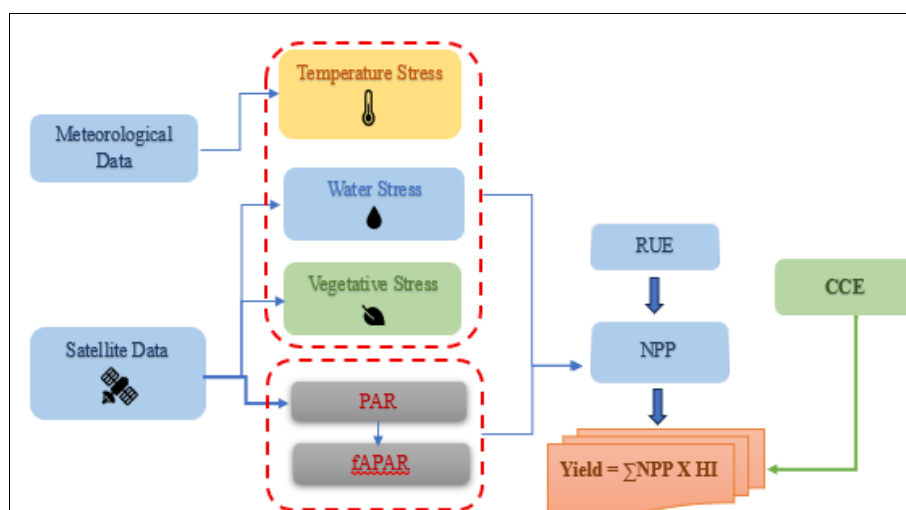 Temperature Stress
Meteorological
Data
Water Stress
RUE
Vegetative Stress
CCE
Satellite Data
NPP
PAR
fAPAR
Yield = ∑NPP X HI